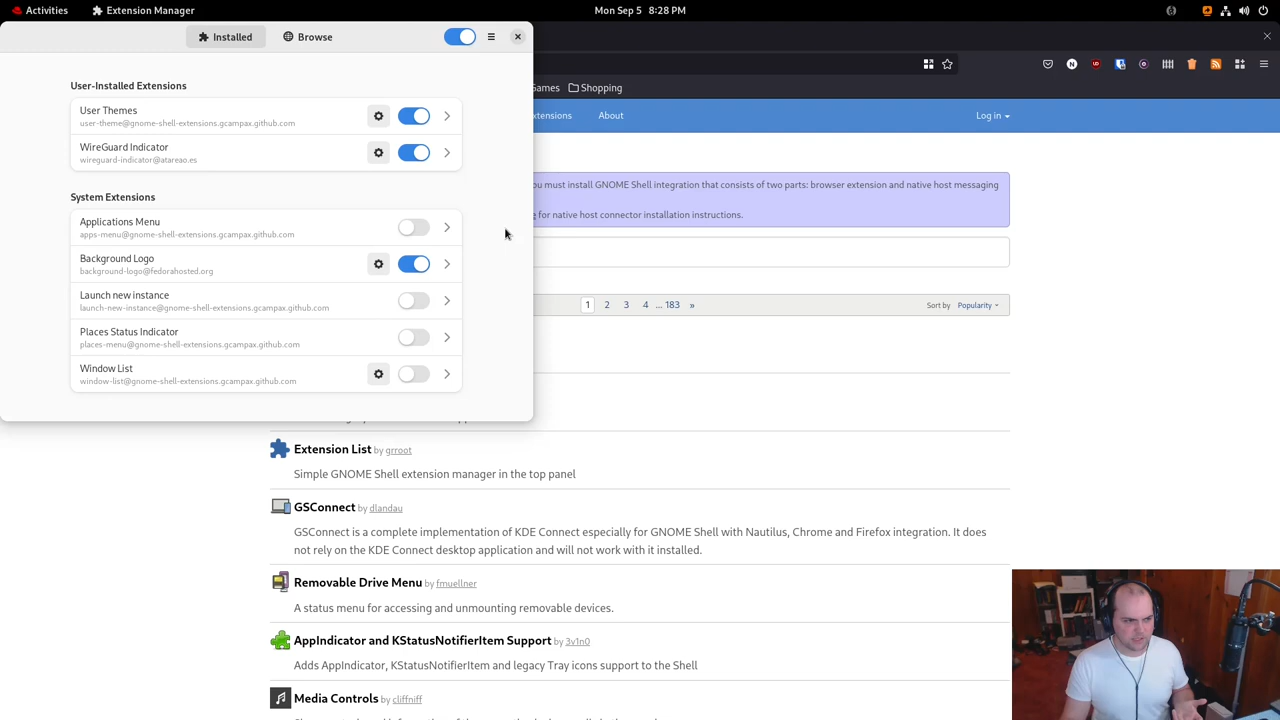 Activities
Extension Manager
Mon Sep 5 8:28 PM
Installed
Browse
User-Installed Extensions
User Themes
user-theme@gnome-shell-extensions.gcampax.github.com
WireGuard Indicator
wireguard-indicator@atareao.es
System Extensions
Applications Menu
apps-menu@gnome-shell-extensions.gcampax.github.com
Background Logo
background-logo@fedorahosted.org
Launch new instance
launch-new-instance@gnome-shell-extensions.gcampax.github.com
Places Status Indicator
places-menu@gnome-shell-extensions.gcampax.github.com
Window List
window-list@gnome-shell-extensions.gcampax.github.com
Games
Shopping
xtensions
About
Log in
ou must install GNOME Shell integration that consists of two parts: browser extension and native host messaging
for native host connector installation instructions.
1 2 3 4 ... 183 »
Sort by Popularity
Extension List by grroot
Simple GNOME Shell extension manager in the top panel
GSConnect by dlandau
GSConnect is a complete implementation of KDE Connect especially for GNOME Shell with Nautilus, Chrome and Firefox integration. It does
not rely on the KDE Connect desktop application and will not work with it installed.
Removable Drive Menu by fmuellner
A status menu for accessing and unmounting removable devices.
AppIndicator and KStatusNotifierItem Support by 3v1n0
Adds AppIndicator, KStatusNotifierItem and legacy Tray icons support to the Shell
Media Controls by cliffniff